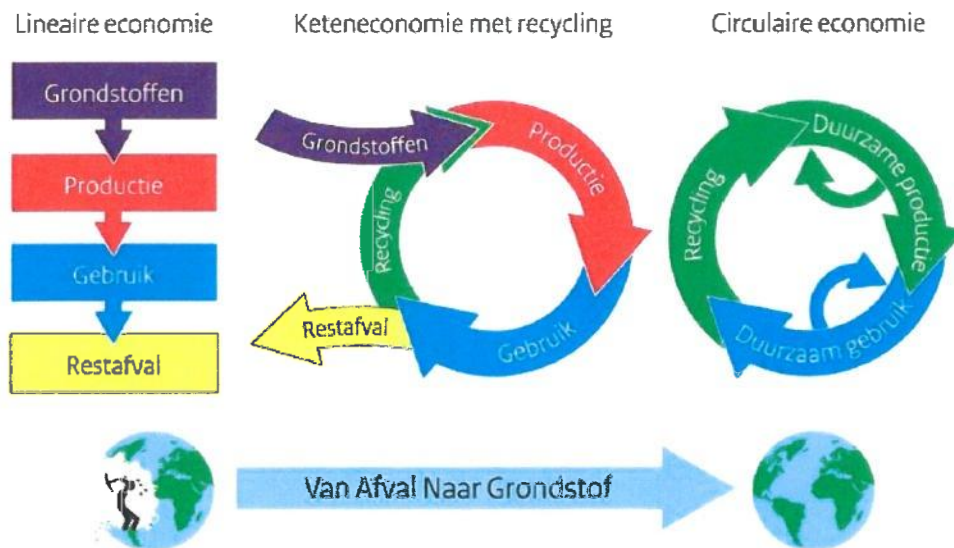 Lineaire economie
Keteneconomie met recycling
Circulaire economie
Grondstoffen
Productie
Gebruik
Restafval
Grondstoffen
Productie
Recycling
Gebruik
Restafval
Recycling
Duurzame productie
Duurzaam gebruik
Van Afval Naar Grondstof